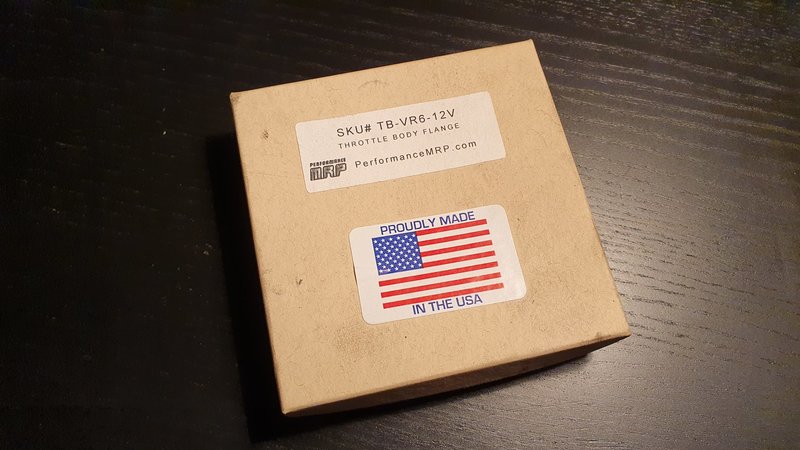 SKU# TB-VR6-12V
THROTTLE BODY FLANGE
PERFORMANCE
MRP
PerformanceMRP.com
PROUDLY MADE
IN THE USA